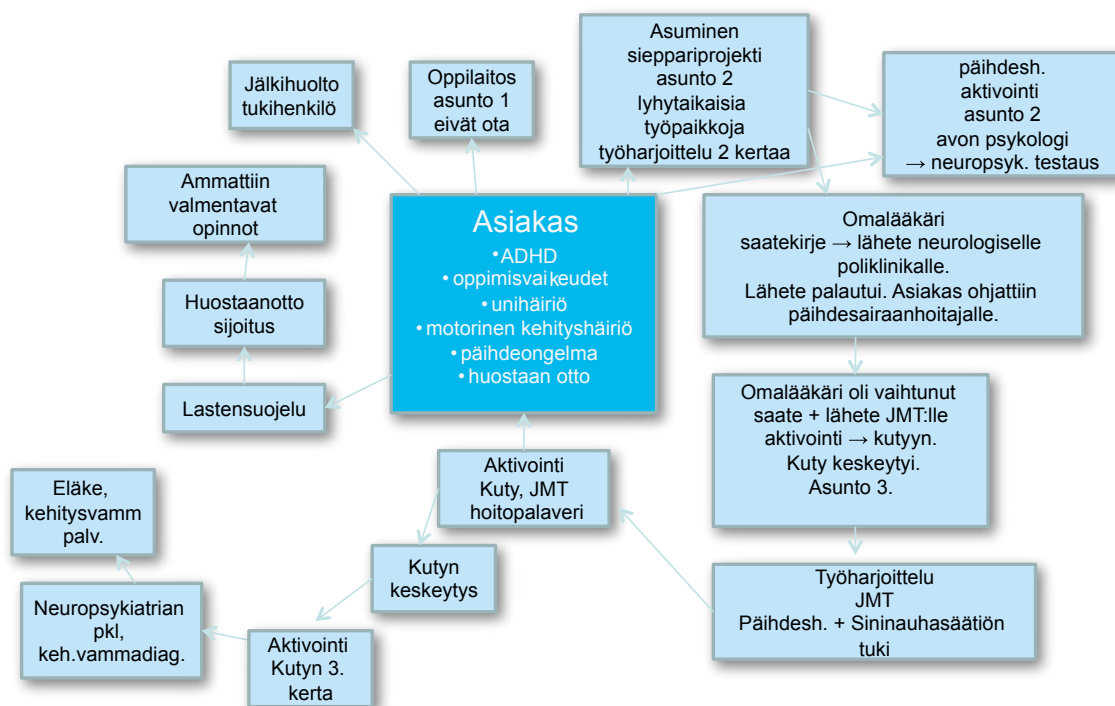 Asuminen
sieppariprojekti
asunto 2
lyhytaikaisia
työpaikkoja
työharjoittelu 2 kertaa
päihdesh.
aktivointi
asunto 2
avon psykologi
→ neuropsyk. testaus
Jälkihuolto
tukihenkilö
Oppilaitos
asunto 1
eivät ota
Ammattiin
valmentavat
opinnot
Asiakas
• ADHD
• oppimisvaikeudet
• unihäiriö
• motorinen kehityshäiriö
• päihdeongelma
• huostaan otto
Omalääkäri
saatekirje → lähete neurologiselle
poliklinikalle.
Lähete palautui. Asiakas ohjattiin
päihdesairaanhoitajalle.
Huostaanotto
sijoitus
Lastensuojelu
Omalääkäri oli vaihtunut
saate + lähete JMT:lle
aktivointi → kutyyn.
Kuty keskeytyi.
Asunto 3.
Aktivointi
Kuty, JMT
hoitopalaveri
Eläke,
kehitysvamm
palv.
Kutyn
keskeytys
Työharjoittelu
JMT
Päihdesh. + Sininauhasäätiön
tuki
Neuropsykiatrian
pkl,
keh.vammadiag.
Aktivointi
Kutyn 3.
kerta